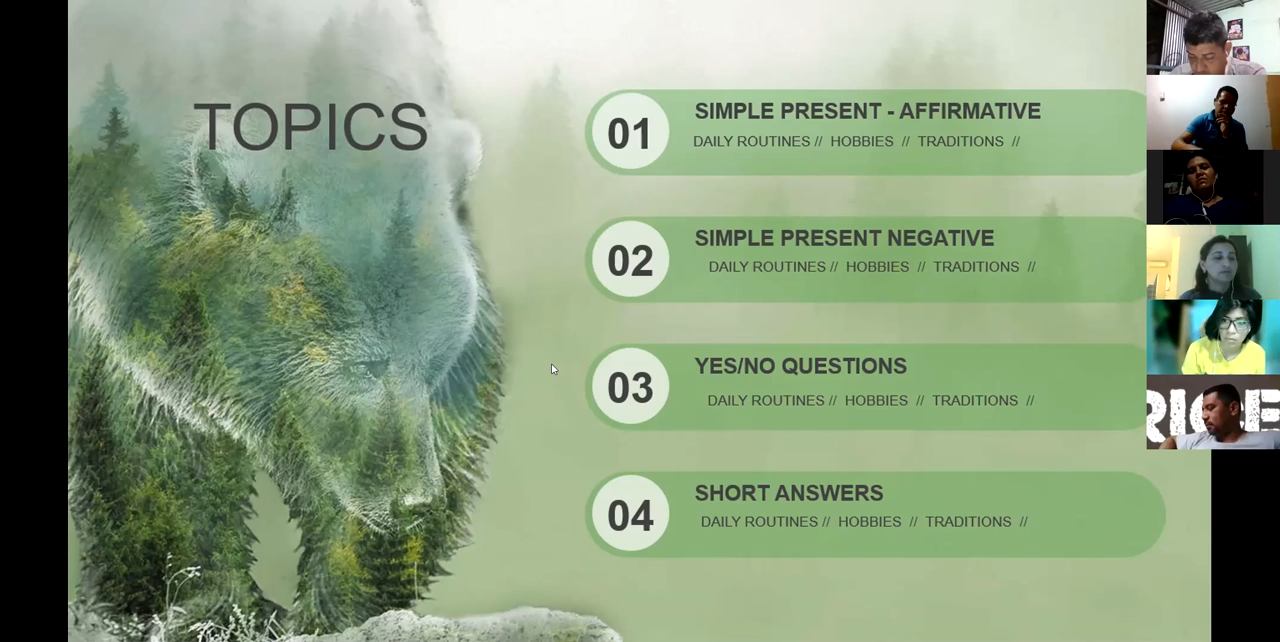 TOPICS
01
SIMPLE PRESENT - AFFIRMATIVE
DAILY ROUTINES // HOBBIES // TRADITIONS //
02
SIMPLE PRESENT NEGATIVE
DAILY ROUTINES // HOBBIES // TRADITIONS //
03
YES/NO QUESTIONS
DAILY ROUTINES // HOBBIES // TRADITIONS //
04
SHORT ANSWERS
DAILY ROUTINES // HOBBIES // TRADITIONS //